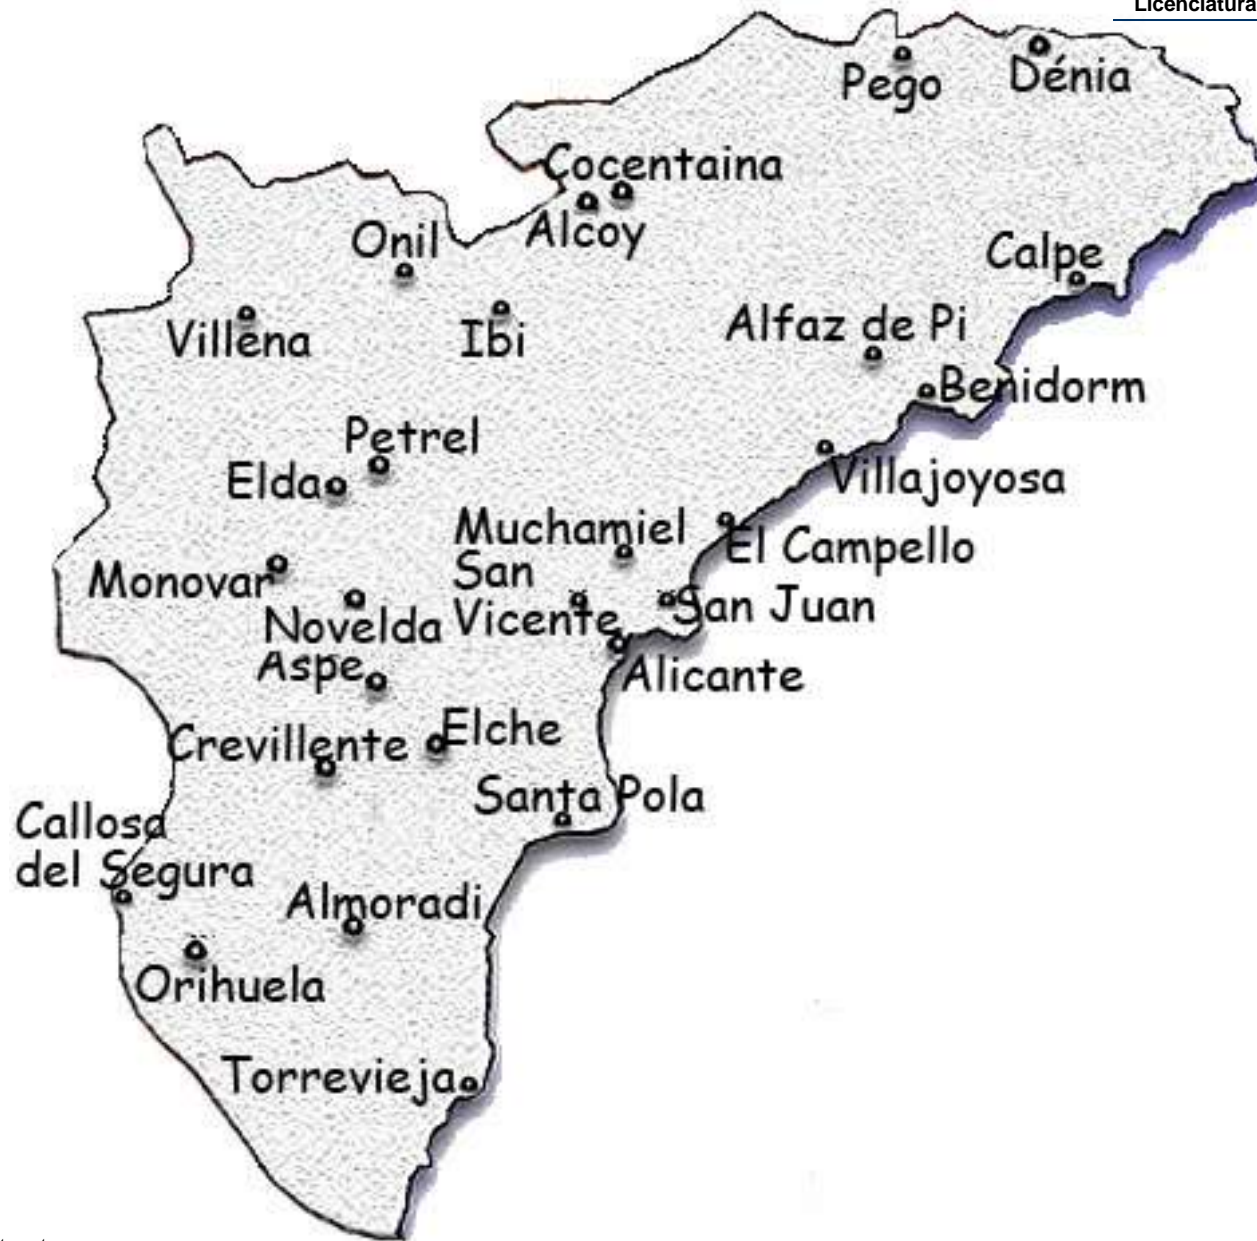 Licenciatura
Pego
Dénia
Cocentaina
Alcoy
Onil
Calpe
Villena
Ibi
Alfaz de Pi
Benidorm
Petrel
Elda
Villajoyosa
Muchamiel
El Campello
Monovar
San
Vicente
San Juan
Novelda
Aspe
Alicante
Crevillente
Elche
Santa Pola
Callosa
del Segura
Almoradi
Orihuela
Torrevieja